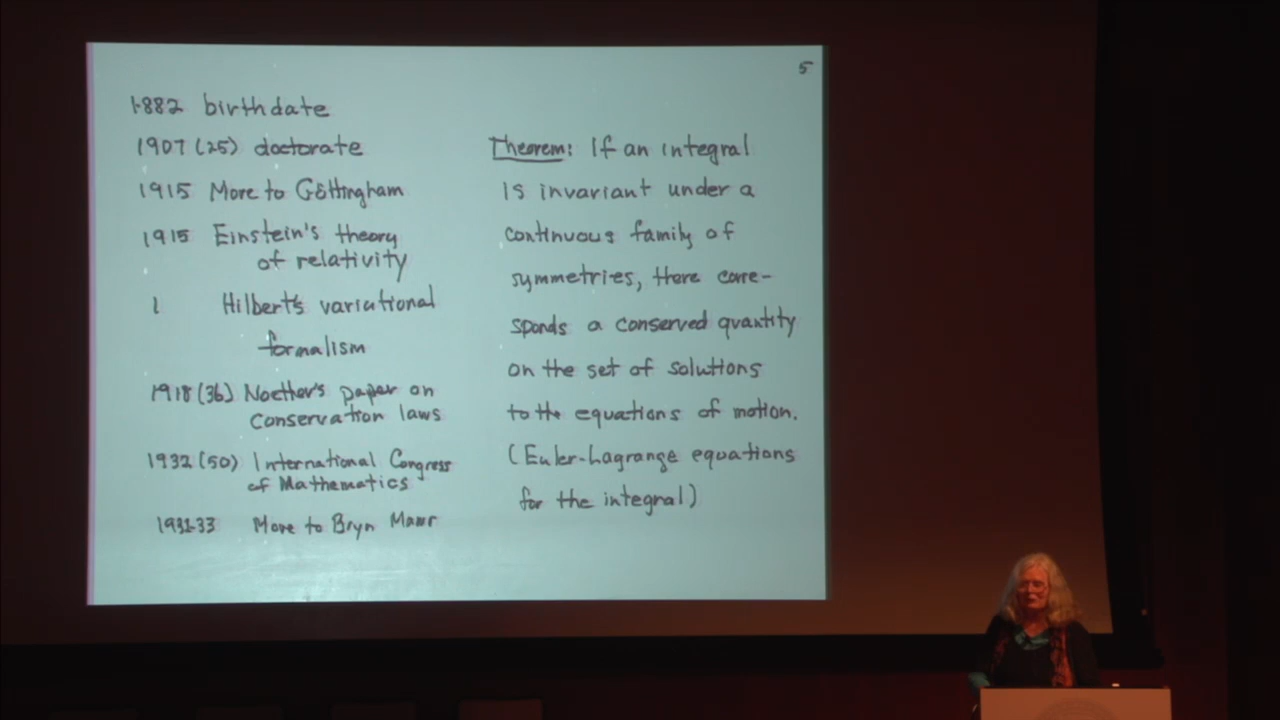 5
1882 birthdate
1907 (25) doctorate
1915 More to Göttingham
1915 Einstein's theory
of relativity
Hilbert's variational
formalism
1918 (36) Noether's paper on
Conservation laws
1932 (50) International Congress
of Mathematics
1932-33 More to Bryn Mawr
Theorem: If an integral
is invariant under a
continuous family of
symmetries, there corre-
sponds a conserved quantity
on the set of solutions
to the equations of motion.
(Euler-Lagrange equations
for the integral)